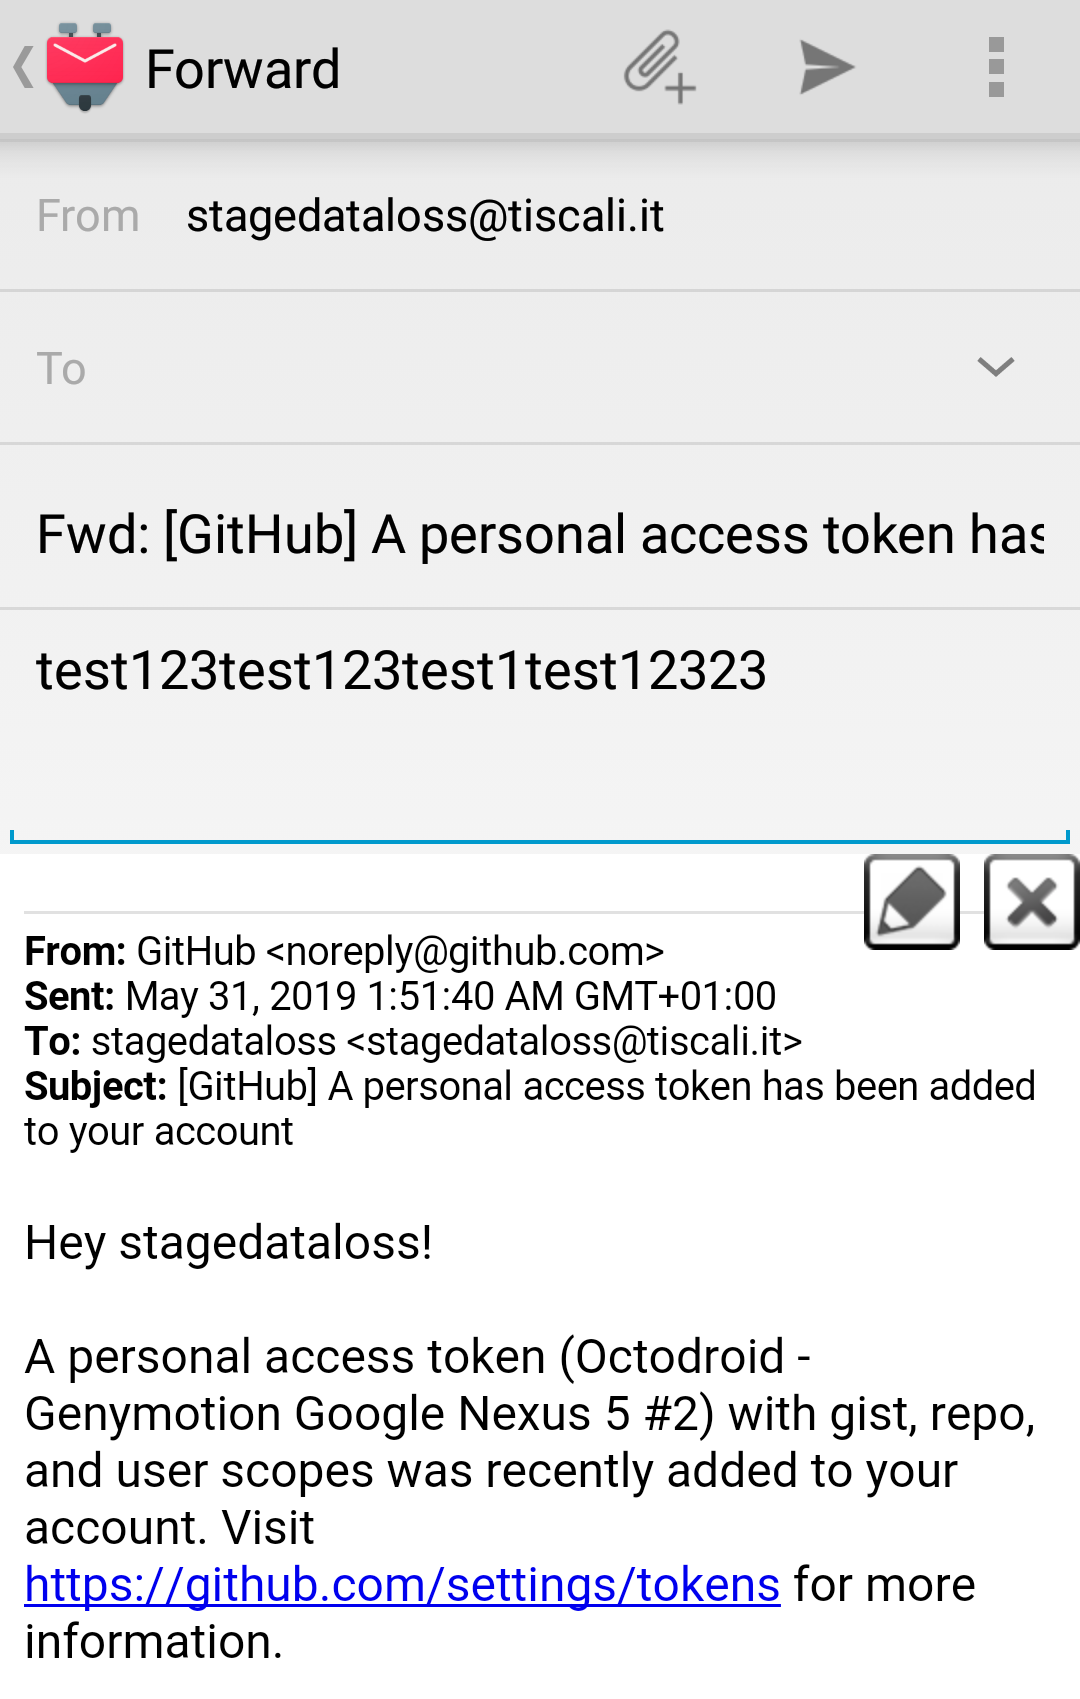 Forward
From stagedataloss@tiscali.it
To
Fwd: [GitHub] A personal access token has
test123test123test1test12323
From: GitHub <noreply@github.com>
Sent: May 31, 2019 1:51:40 AM GMT+01:00
To: stagedataloss <stagedataloss@tiscali.it>
Subject: [GitHub] A personal access token has been added
to your account
Hey stagedataloss!
A personal access token (Octodroid -
Genymotion Google Nexus 5 #2) with gist, repo,
and user scopes was recently added to your
account. Visit
https://github.com/settings/tokens for more
information.